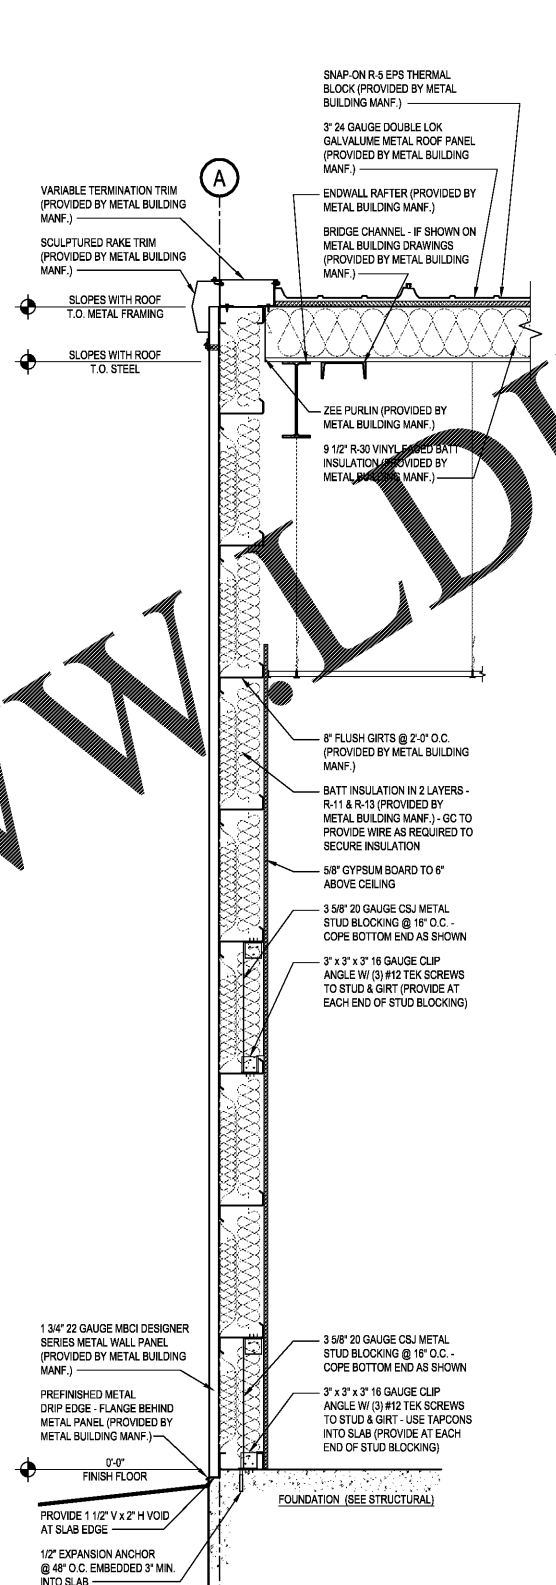 SNAP-ON R-5 EPS THERMAL
BLOCK (PROVIDED BY METAL
BUILDING MANF.)
3" 24 GAUGE DOUBLE LOK
GALVALUME METAL ROOF PANEL
(PROVIDED BY METAL BUILDING
MANF.)
A
ENDWALL RAFTER (PROVIDED BY
METAL BUILDING MANF.)
BRIDGE CHANNEL - IF SHOWN ON
METAL BUILDING DRAWINGS
(PROVIDED BY METAL BUILDING
MANF.)
VARIABLE TERMINATION TRIM
(PROVIDED BY METAL BUILDING
MANF.)
SCULPTURED RAKE TRIM
(PROVIDED BY METAL BUILDING
MANF.)
SLOPES WITH ROOF
T.O. METAL FRAMING
SLOPES WITH ROOF
T.O. STEEL
ZEE PURLIN (PROVIDED BY
METAL BUILDING MANF.)
9 1/2" R-30 VINYL FACED BATT
INSULATION (PROVIDED BY
METAL BUILDING MANF.)
W.LD
8" FLUSH GIRTS @ 2'-0" O.C.
(PROVIDED BY METAL BUILDING
MANF.)
BATT INSULATION IN 2 LAYERS -
R-11 & R-13 (PROVIDED BY
METAL BUILDING MANF.) - GC TO
PROVIDE WIRE AS REQUIRED TO
SECURE INSULATION
5/8" GYPSUM BOARD TO 6"
ABOVE CEILING
3 5/8" 20 GAUGE CSJ METAL
STUD BLOCKING @ 16" O.C. -
COPE BOTTOM END AS SHOWN
3" x 3" x 3" 16 GAUGE CLIP
ANGLE W/ (3) #12 TEK SCREWS
TO STUD & GIRT (PROVIDE AT
EACH END OF STUD BLOCKING)
1 3/4" 22 GAUGE MBCI DESIGNER
SERIES METAL WALL PANEL
(PROVIDED BY METAL BUILDING
MANF.)
PREFINISHED METAL
DRIP EDGE - FLANGE BEHIND
METAL PANEL (PROVIDED BY
METAL BUILDING MANF.)
3 5/8" 20 GAUGE CSJ METAL
STUD BLOCKING @ 16" O.C. -
COPE BOTTOM END AS SHOWN
3" x 3" x 3" 16 GAUGE CLIP
ANGLE W/ (3) #12 TEK SCREWS
TO STUD & GIRT - USE TAPCONS
INTO SLAB (PROVIDE AT EACH
END OF STUD BLOCKING)
0'-0"
FINISH FLOOR
FOUNDATION (SEE STRUCTURAL)
PROVIDE 1 1/2" V x 2" H VOID
AT SLAB EDGE
1/2" EXPANSION ANCHOR
@ 48" O.C. EMBEDDED 3" MIN.
INTO SLAB